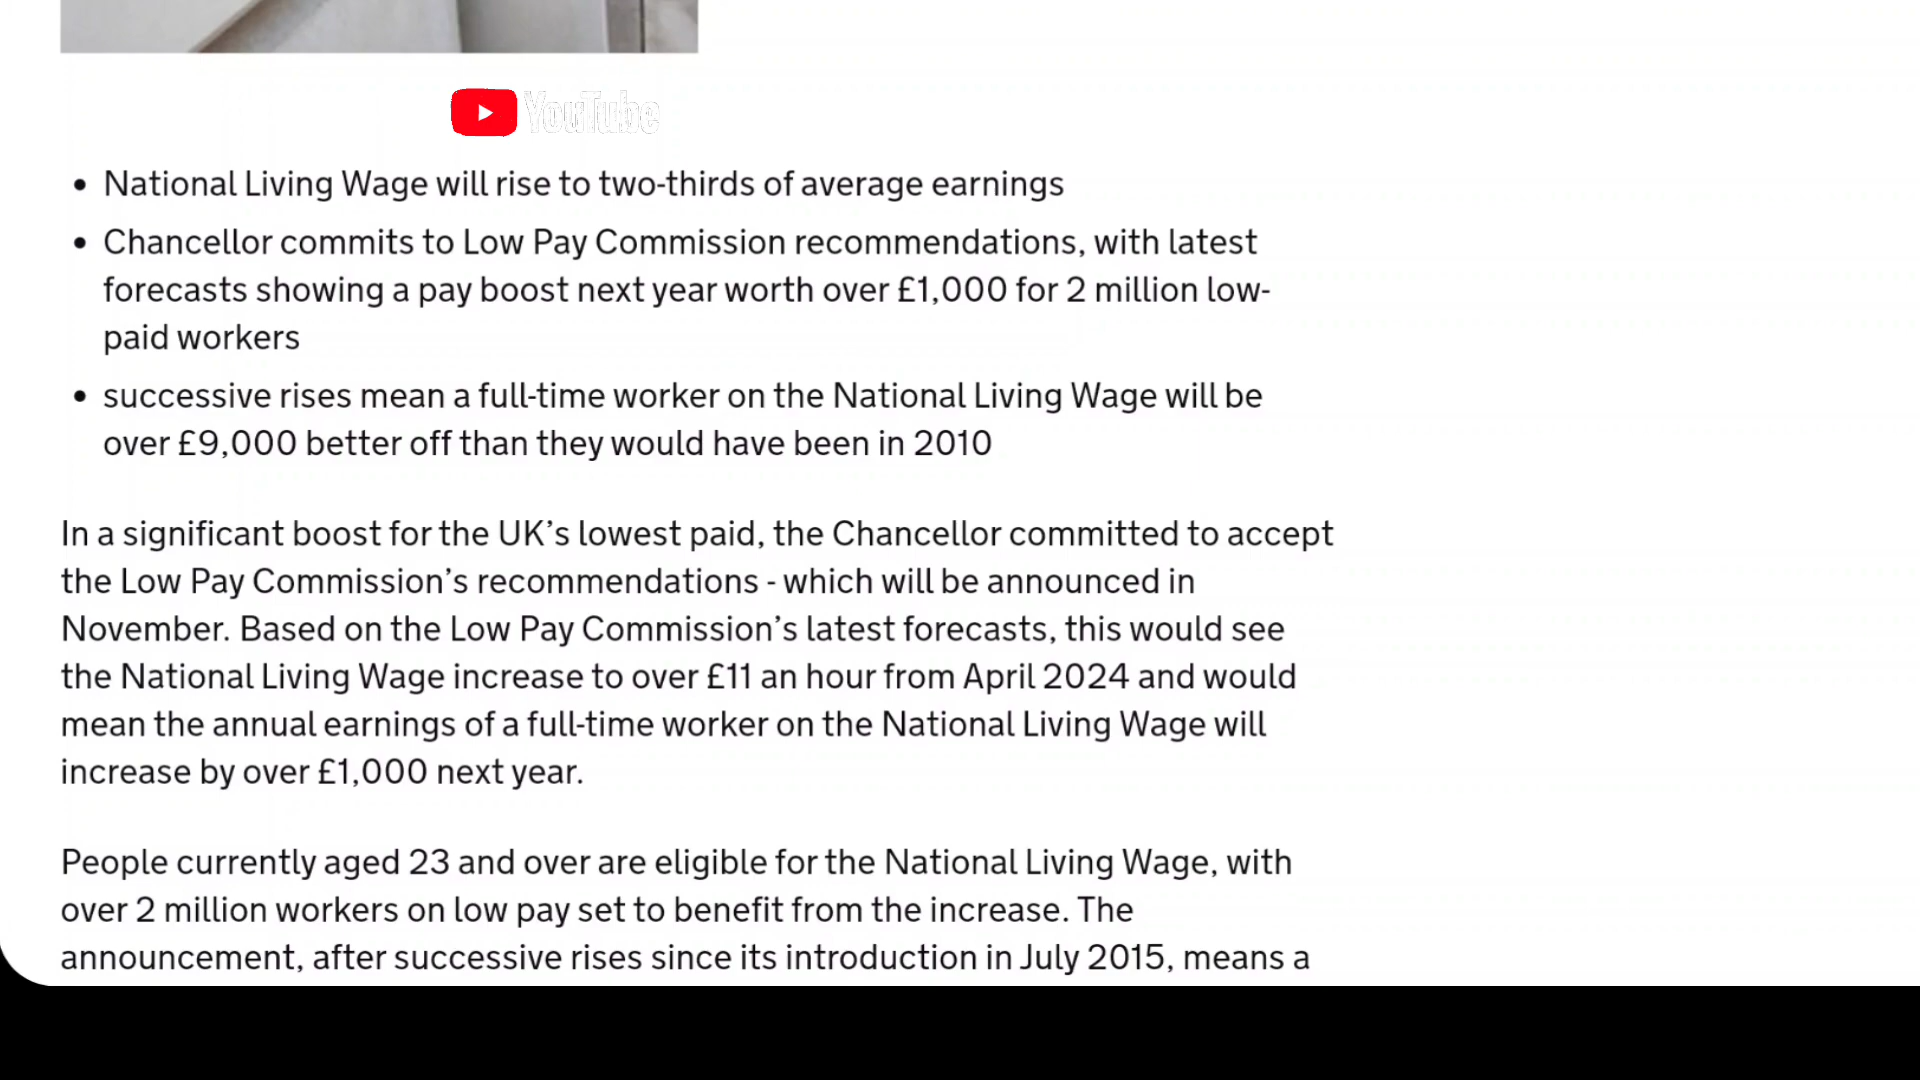 YouTube
• National Living Wage will rise to two-thirds of average earnings
• Chancellor commits to Low Pay Commission recommendations, with latest
forecasts showing a pay boost next year worth over £1,000 for 2 million low-
paid workers
• successive rises mean a full-time worker on the National Living Wage will be
over £9,000 better off than they would have been in 2010
In a significant boost for the UK’s lowest paid, the Chancellor committed to accept
the Low Pay Commission’s recommendations - which will be announced in
November. Based on the Low Pay Commission’s latest forecasts, this would see
the National Living Wage increase to over £11 an hour from April 2024 and would
mean the annual earnings of a full-time worker on the National Living Wage will
increase by over £1,000 next year.
People currently aged 23 and over are eligible for the National Living Wage, with
over 2 million workers on low pay set to benefit from the increase. The
announcement, after successive rises since its introduction in July 2015, means a